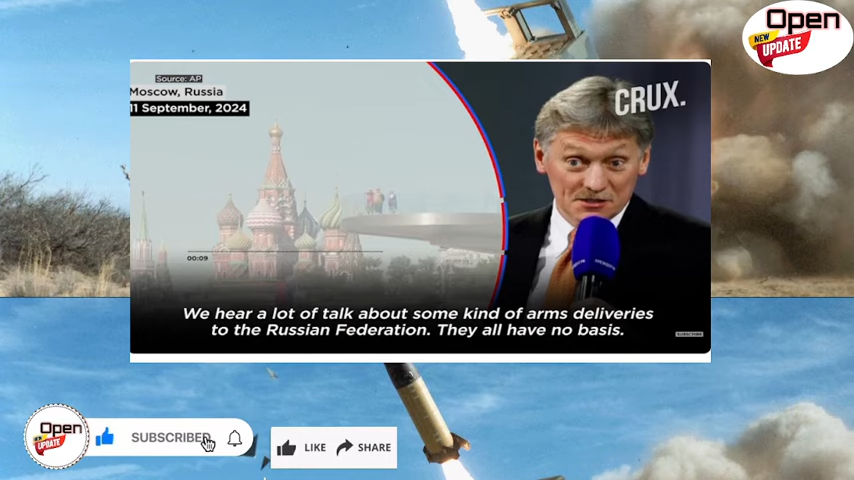 Open
NEW
UPDATE
Source: AP
Moscow, Russia
11 September, 2024
CRUX.
00:09
We hear a lot of talk about some kind of arms deliveries
to the Russian Federation. They all have no basis.
SUBSCRIBE
Open
UPDATE
SUBSCRIBED
LIKE
SHARE